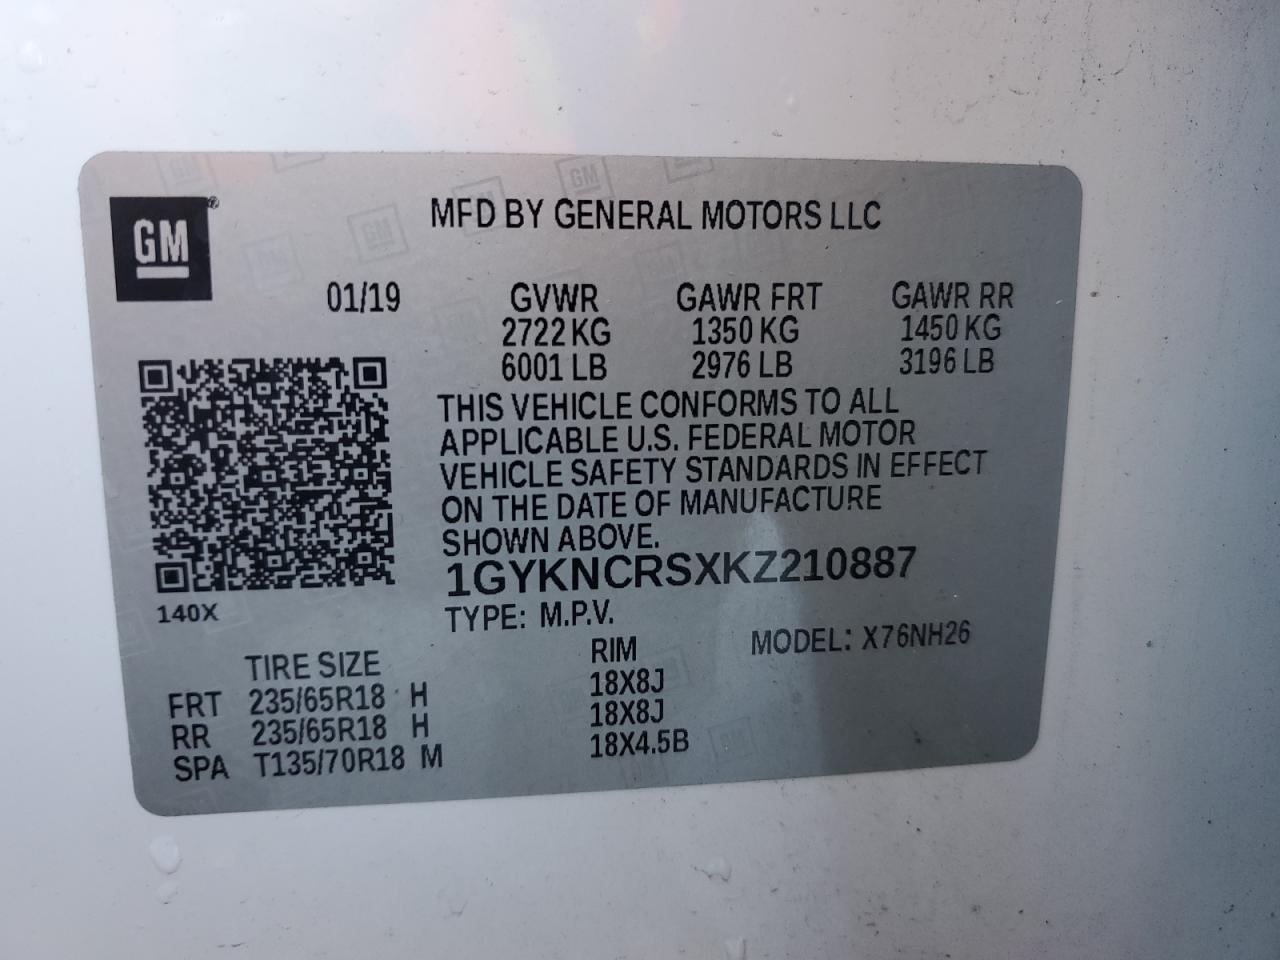 GM®
MFD BY GENERAL MOTORS LLC
01/19 GVWR GAWR FRT GAWR RR
2722 KG 1350 KG 1450 KG
6001 LB 2976 LB 3196 LB
THIS VEHICLE CONFORMS TO ALL
APPLICABLE U.S. FEDERAL MOTOR
VEHICLE SAFETY STANDARDS IN EFFECT
ON THE DATE OF MANUFACTURE
SHOWN ABOVE.
1GYKNCRSXKZ210887
140X
TYPE: M.P.V. MODEL: X76NH26
TIRE SIZE RIM
FRT 235/65R18 H 18X8J
RR 235/65R18 H 18X8J
SPA T135/70R18 M 18X4.5B